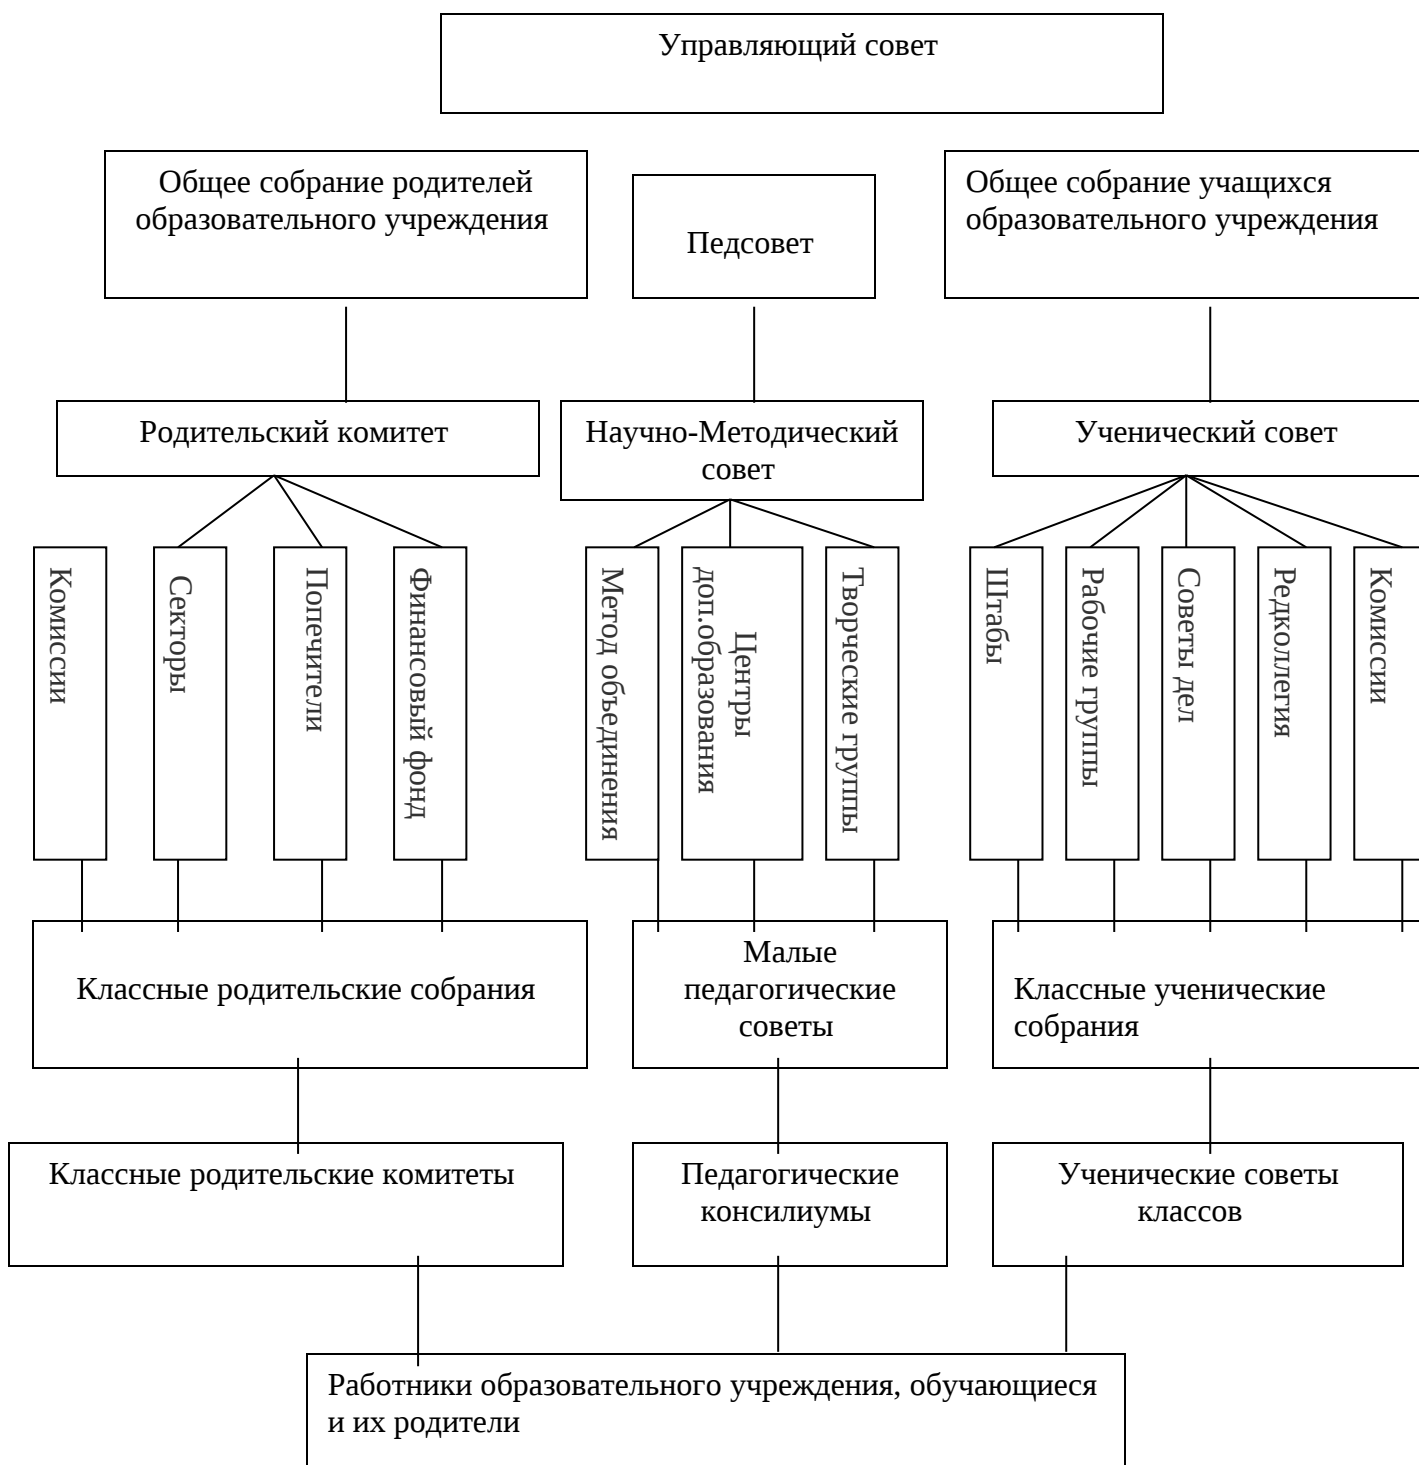 Управляющий совет
Общее собрание родителей
образовательного учреждения
Педсовет
Общее собрание учащихся
образовательного учреждения
Родительский комитет
Научно-Методический
совет
Ученический совет
Комиссии
Секторы
Попечители
Финансовый фонд
Метод объединения
Центры
доп.образования
Творческие группы
Штабы
Рабочие группы
Советы дел
Редколлегия
Комиссии
Классные родительские собрания
Малые
педагогические
советы
Классные ученические
собрания
Классные родительские комитеты
Педагогические
консилиумы
Ученические советы
классов
Работники образовательного учреждения, обучающиеся
и их родители